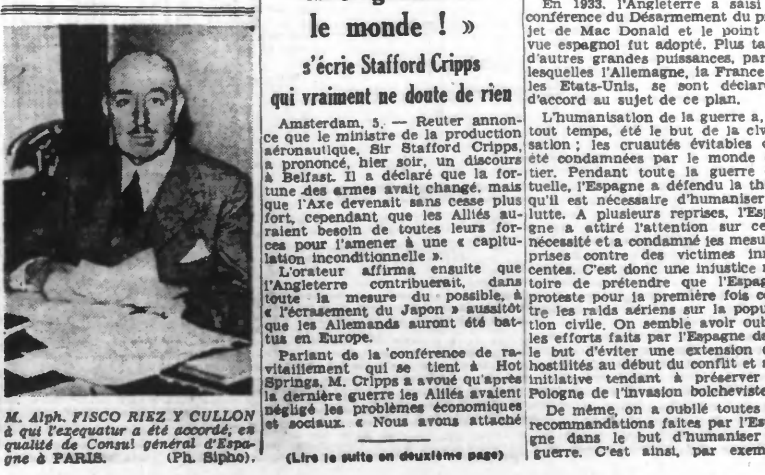 M. Alph. FISCO RIEZ Y CULLON
à qui l'exequatur a été accordé, en
qualité de Consul général d'Espa-
gne à PARIS. (Ph. Sipho).
le monde ! »
s'écrie Stafford Cripps
qui vraiment ne doute de rien
Amsterdam, 5. — Reuter annon-
ce que le ministre de la production
aéronautique, Sir Stafford Cripps,
a prononcé, hier soir, un discours
à Belfast. Il a déclaré que la for-
tune des armes avait changé, mais
que l'Axe devenait sans cesse plus
fort, cependant que les Alliés au-
raient besoin de toutes leurs for-
ces pour l'amener à une « capitu-
lation inconditionnelle ».
L'orateur affirma ensuite que
l'Angleterre contribuerait, dans
toute la mesure du possible, à
« l'écrasement du Japon » aussitôt
que les Allemands auront été bat-
tus en Europe.
Parlant de la conférence de ra-
vitaillement qui se tient à Hot
Springs, M. Cripps a avoué qu'après
la dernière guerre les Alliés avaient
négligé les problèmes économiques
et sociaux. « Nous avons attaché
(Lire la suite en deuxième page)
En 1933, l'Angleterre a saisi
conférence du Désarmement du p
jet de Mac Donald et le point
vue espagnol fut adopté. Plus ta
d'autres grandes puissances, par
lesquelles l'Allemagne, la France
les Etats-Unis, se sont déclar
d'accord au sujet de ce plan.
L'humanisation de la guerre a,
tout temps, été le but de la civ
sation ; les cruautés évitables
été condamnées par le monde
tier. Pendant toute la guerre
tuelle, l'Espagne a défendu la th
qu'il est nécessaire d'humaniser
lutte. A plusieurs reprises, l'Es
gne a attiré l'attention sur ce
nécessité et a condamné les mesu
prises contre des victimes in
centes. C'est donc une injustice
toire de prétendre que l'Espag
proteste pour la première fois co
tre les raids aériens sur la popu
tion civile. On semble avoir oub
les efforts faits par l'Espagne da
le but d'éviter une extension
hostilités au début du conflit et s
initiative tendant à préserver
Pologne de l'invasion bolcheviste
De même, on a oublié toutes
recommandations faites par l'Es
gne dans le but d'humaniser
guerre. C'est ainsi, par exem